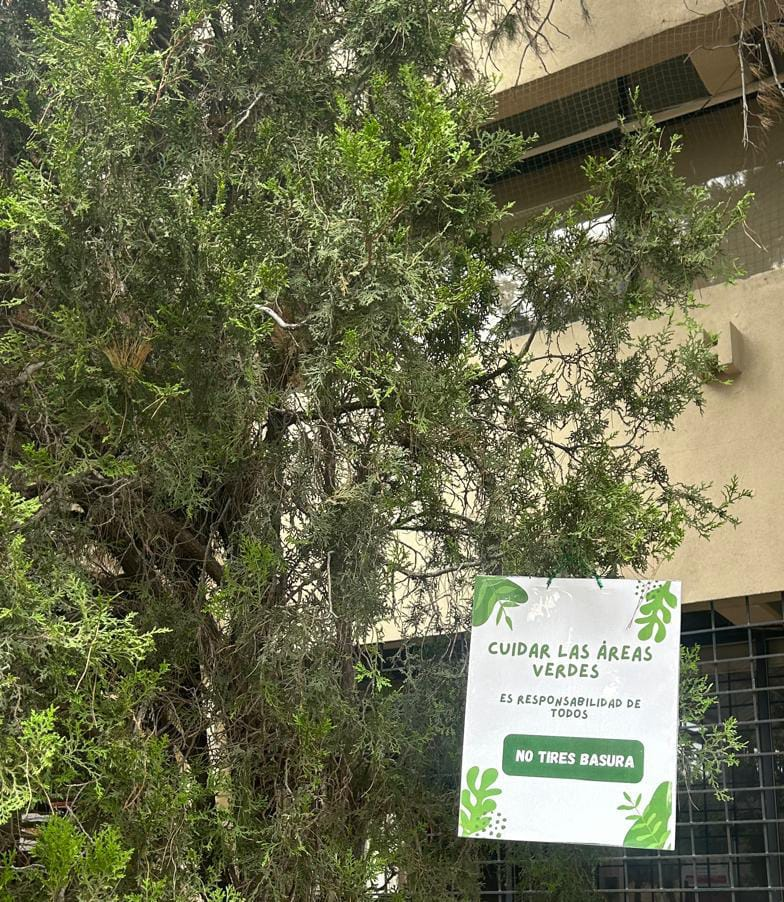 CUIDAR LAS ÁREAS
VERDES
ES RESPONSABILIDAD DE
TODOS
NO TIRES BASURA